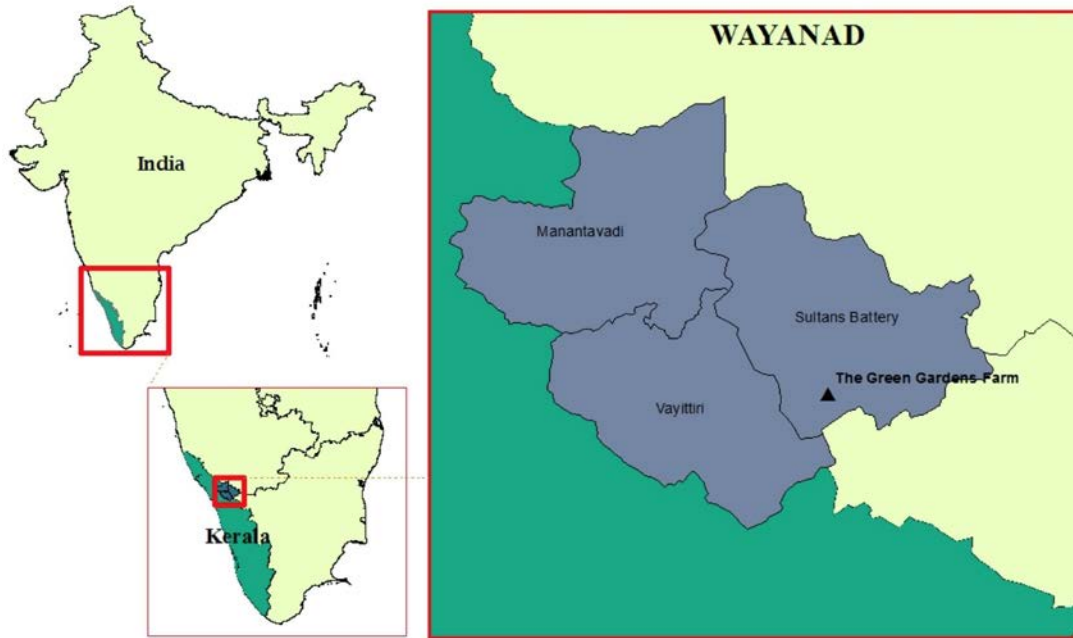 India
Kerala
WAYANAD
Manantavadi
Sultans Battery
The Green Gardens Farm
Vayittiri